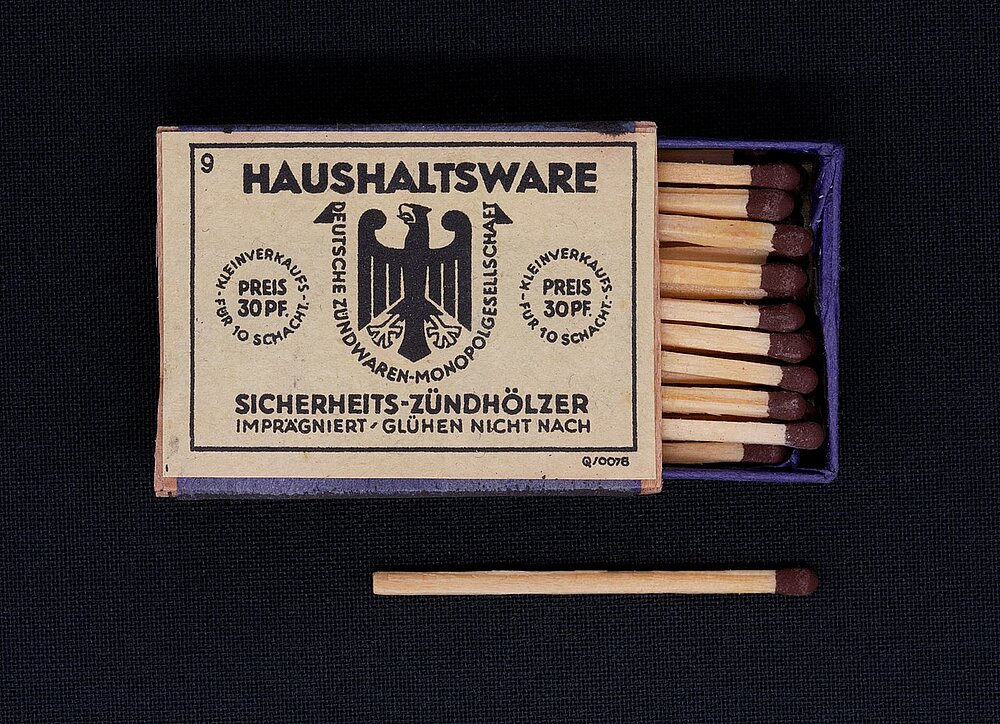 9
HAUSHALTSWARE
DEUTSCHE ZÜNDWAREN-MONOPOLGESELLSCHAFT
-KLEINVERKAUFS-
PREIS
30 PF.
-FÜR 10 SCHACHT.-
-KLEINVERKAUFS-
PREIS
30 PF.
-FÜR 10 SCHACHT.-
SICHERHEITS-ZÜNDHÖLZER
IMPRÄGNIERT - GLÜHEN NICHT NACH
Q/0078